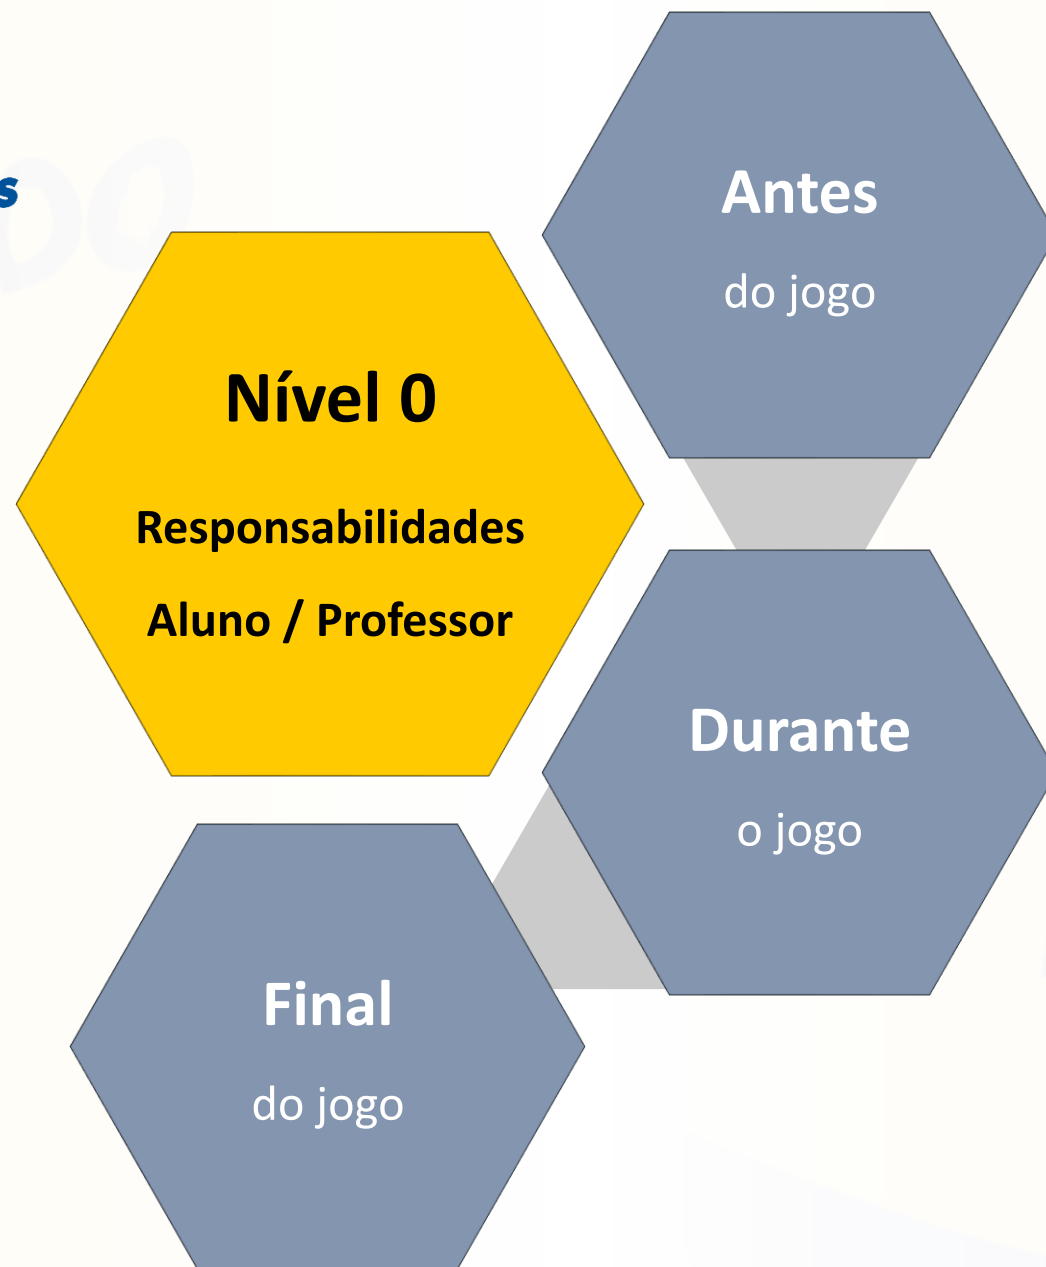 s
Antes
do jogo
Nível 0
Responsabilidades
Aluno / Professor
Durante
o jogo
Final
do jogo